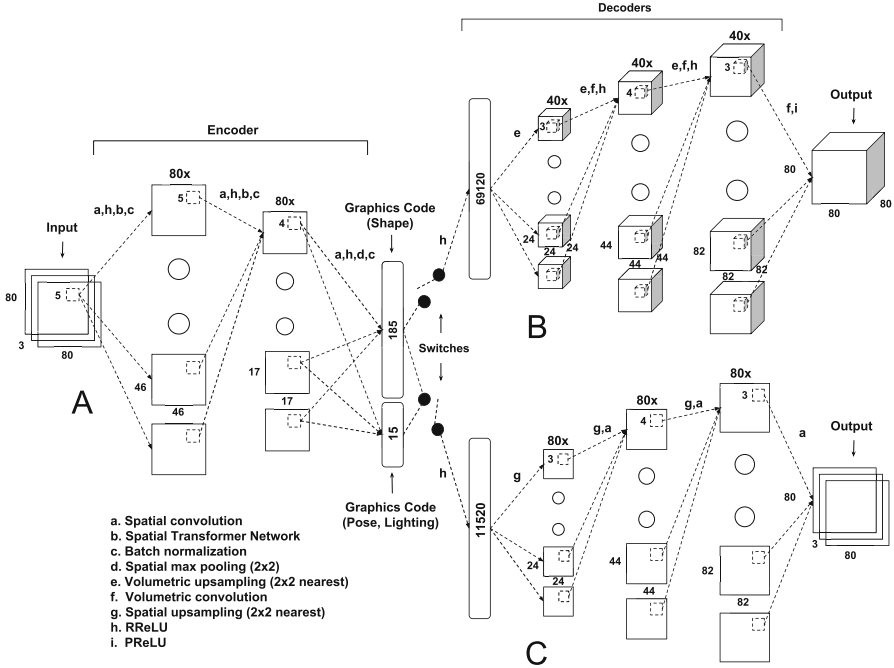 Decoders
40x
3
e,f,h
40x
e,f,h
4
40x
3
e
f,i
Output
Encoder
80x
a,h,b,c
5
a,h,b,c
80x
4
Graphics Code
(Shape)
h
69120
80
80
80
Input
a,h,d,c
24
24
24
44
44
44
82
82
82
80
5
3
80
185
B
Switches
A
46
46
17
17
15
80x
80x
g,a
3
80x
g,a
4
a
3
g
Output
h
Graphics Code
(Pose, Lighting)
11520
80
3
80
24
24
44
44
82
82
a. Spatial convolution
b. Spatial Transformer Network
c. Batch normalization
d. Spatial max pooling (2x2)
e. Volumetric upsampling (2x2 nearest)
f. Volumetric convolution
g. Spatial upsampling (2x2 nearest)
h. RReLU
i. PReLU
C